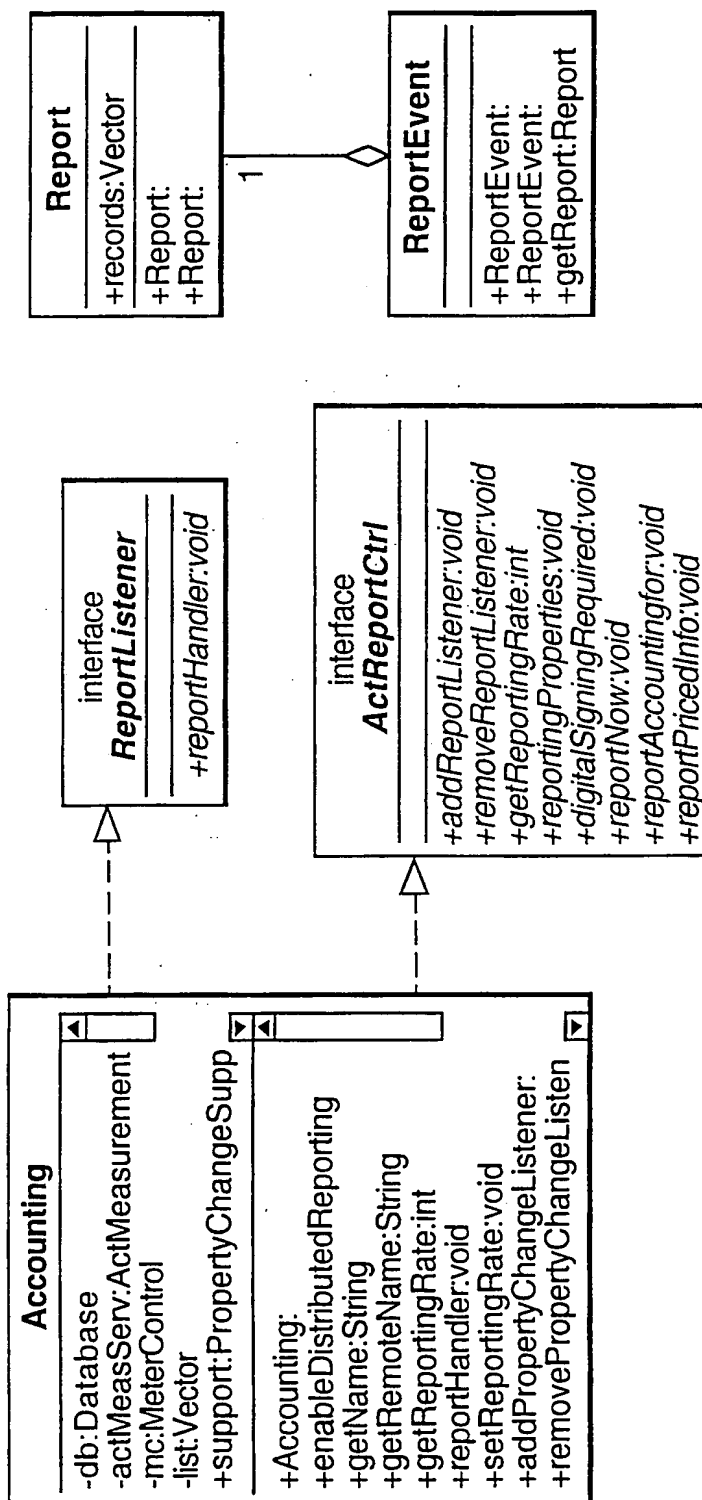 Accounting
-db:Database
-actMeasServ:ActMeasurement
-mc:MeterControl
-list:Vector
+support:PropertyChangeSupp
+Accounting:
+enableDistributedReporting
+getName:String
+getRemoteName:String
+getReportingRate:int
+reportHandler:void
+setReportingRate:void
+addPropertyChangeListener:
+removePropertyChangeListen
interface
ReportListener
+reportHandler:void
interface
ActReportCtrl
+addReportListener:void
+removeReportListener:void
+getReportingRate:int
+reportingProperties:void
+digitalSigningRequired:void
+reportNow:void
+reportAccountingfor:void
+reportPricedInfo:void
Report
+records:Vector
+Report:
+Report:
1
ReportEvent
+ReportEvent:
+ReportEvent:
+getReport:Report